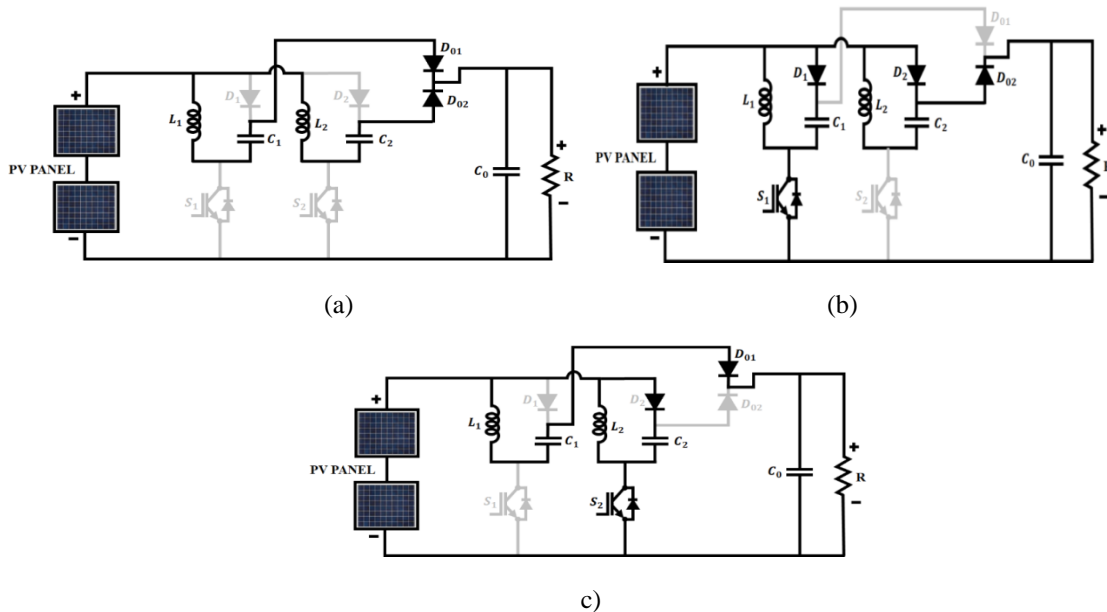 D01
+
D1
D2
D02
L1
L2
C1
C2
PV PANEL
C0
+
R
-
S1
S2
-
(a)
D01
+
D1
D2
D02
L1
L2
C1
C2
PV PANEL
C0
+
R
-
S1
S2
-
(b)
D01
+
D1
D2
D02
L1
L2
C1
C2
PV PANEL
C0
+
R
-
S1
S2
-
c)